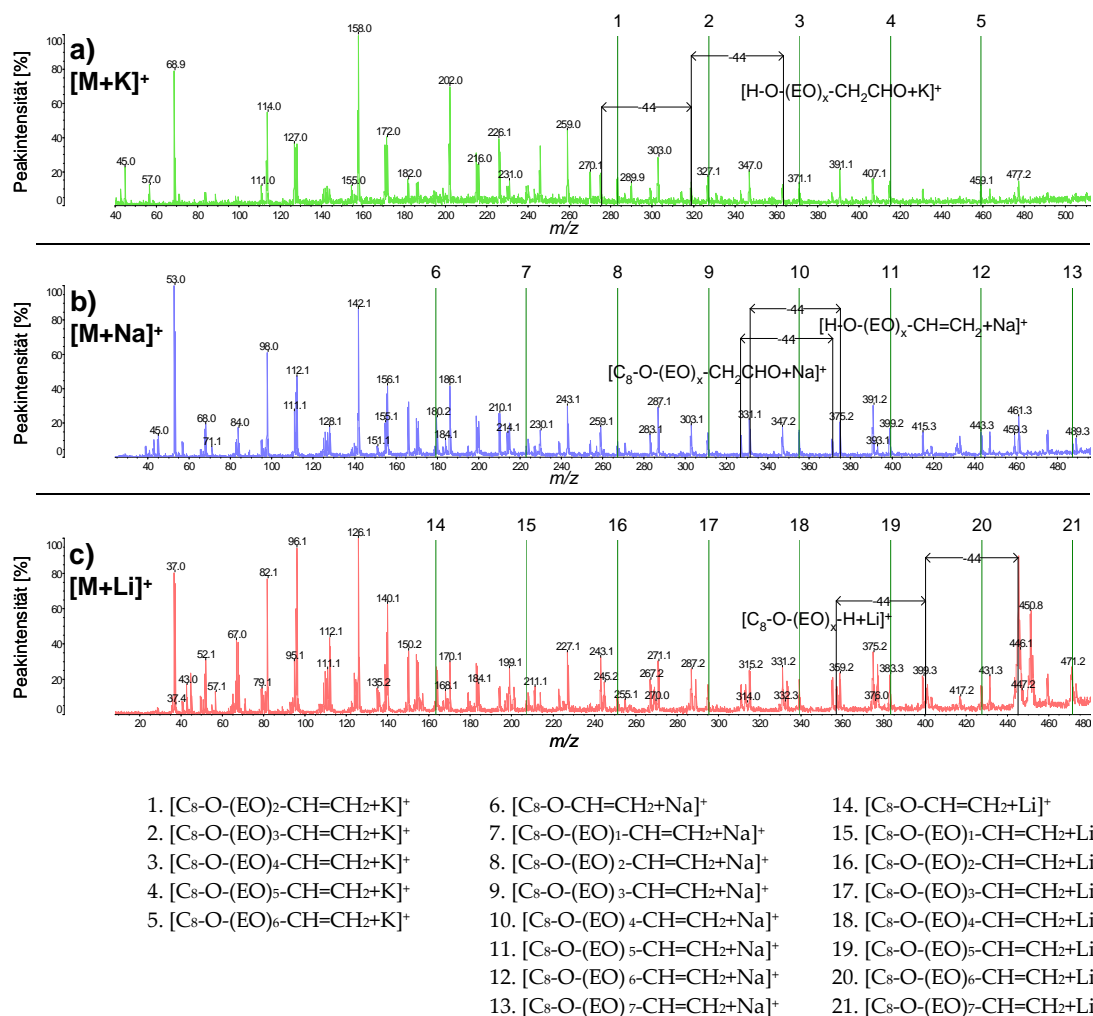 1 2 3 4 5
a)
[M+K]⁺
Peakintensität [%]
100
80
60
40
20
0
158.0
68.9
202.0
114.0
-44
[H-O-(EO)ₓ-CH₂CHO+K]⁺
-44
127.0
172.0
226.1
259.0
303.0
45.0
57.0
111.0
155.0
182.0
216.0
231.0
270.1
289.9
327.1
347.0
371.1
391.1
407.1
459.1
477.2
40 60 80 100 120 140 160 180 200 220 240 260 280 300 320 340 360 380 400 420 440 460 480 500
m/z
6 7 8 9 10 11 12 13
b)
[M+Na]⁺
Peakintensität [%]
100
80
60
40
20
0
53.0
142.1
-44
[H-O-(EO)ₓ-CH=CH₂+Na]⁺
-44
[C₈-O-(EO)ₓ-CH₂CHO+Na]⁺
98.0
112.1
111.1
156.1
155.1
186.1
180.2
184.1
45.0
68.0
71.1
84.0
128.1
151.1
210.1
214.1
230.1
243.1
259.1
283.1
287.1
303.1
331.1
347.2
375.2
391.2
393.1
399.2
415.3
443.3
459.3
461.3
489.3
40 60 80 100 120 140 160 180 200 220 240 260 280 300 320 340 360 380 400 420 440 460 480
m/z
14 15 16 17 18 19 20 21
c)
[M+Li]⁺
Peakintensität [%]
100
80
60
40
20
0
126.1
96.1
37.0
82.1
-44
-44
[C₈-O-(EO)ₓ-H+Li]⁺
140.1
67.0
112.1
150.2
52.1
95.1
111.1
170.1
37.4
43.0
57.1
79.1
135.2
168.1
184.1
199.1
211.1
227.1
243.1
245.2
255.1
267.2
270.0
271.1
287.2
314.0
315.2
331.2
332.3
359.2
375.2
376.0
383.3
399.3
417.2
431.3
446.1
447.2
450.8
471.2
20 40 60 80 100 120 140 160 180 200 220 240 260 280 300 320 340 360 380 400 420 440 460 480
m/z
1. [C₈-O-(EO)₂-CH=CH₂+K]⁺
2. [C₈-O-(EO)₃-CH=CH₂+K]⁺
3. [C₈-O-(EO)₄-CH=CH₂+K]⁺
4. [C₈-O-(EO)₅-CH=CH₂+K]⁺
5. [C₈-O-(EO)₆-CH=CH₂+K]⁺
6. [C₈-O-CH=CH₂+Na]⁺
7. [C₈-O-(EO)₁-CH=CH₂+Na]⁺
8. [C₈-O-(EO) ₂-CH=CH₂+Na]⁺
9. [C₈-O-(EO) ₃-CH=CH₂+Na]⁺
10. [C₈-O-(EO) ₄-CH=CH₂+Na]⁺
11. [C₈-O-(EO) ₅-CH=CH₂+Na]⁺
12. [C₈-O-(EO) ₆-CH=CH₂+Na]⁺
13. [C₈-O-(EO) ₇-CH=CH₂+Na]⁺
14. [C₈-O-CH=CH₂+Li]⁺
15. [C₈-O-(EO)₁-CH=CH₂+Li
16. [C₈-O-(EO)₂-CH=CH₂+Li
17. [C₈-O-(EO)₃-CH=CH₂+Li
18. [C₈-O-(EO)₄-CH=CH₂+Li
19. [C₈-O-(EO)₅-CH=CH₂+Li
20. [C₈-O-(EO)₆-CH=CH₂+Li
21. [C₈-O-(EO)₇-CH=CH₂+Li